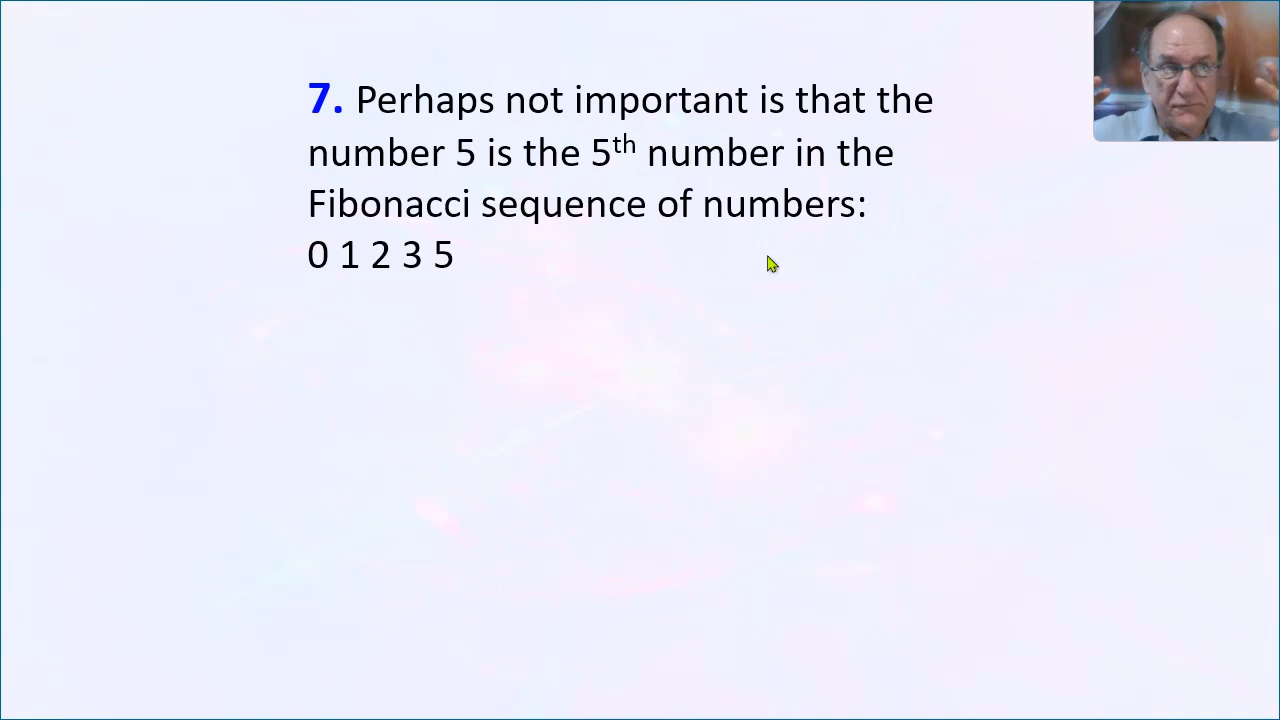 7. Perhaps not important is that the
number 5 is the 5th number in the
Fibonacci sequence of numbers:
0 1 2 3 5